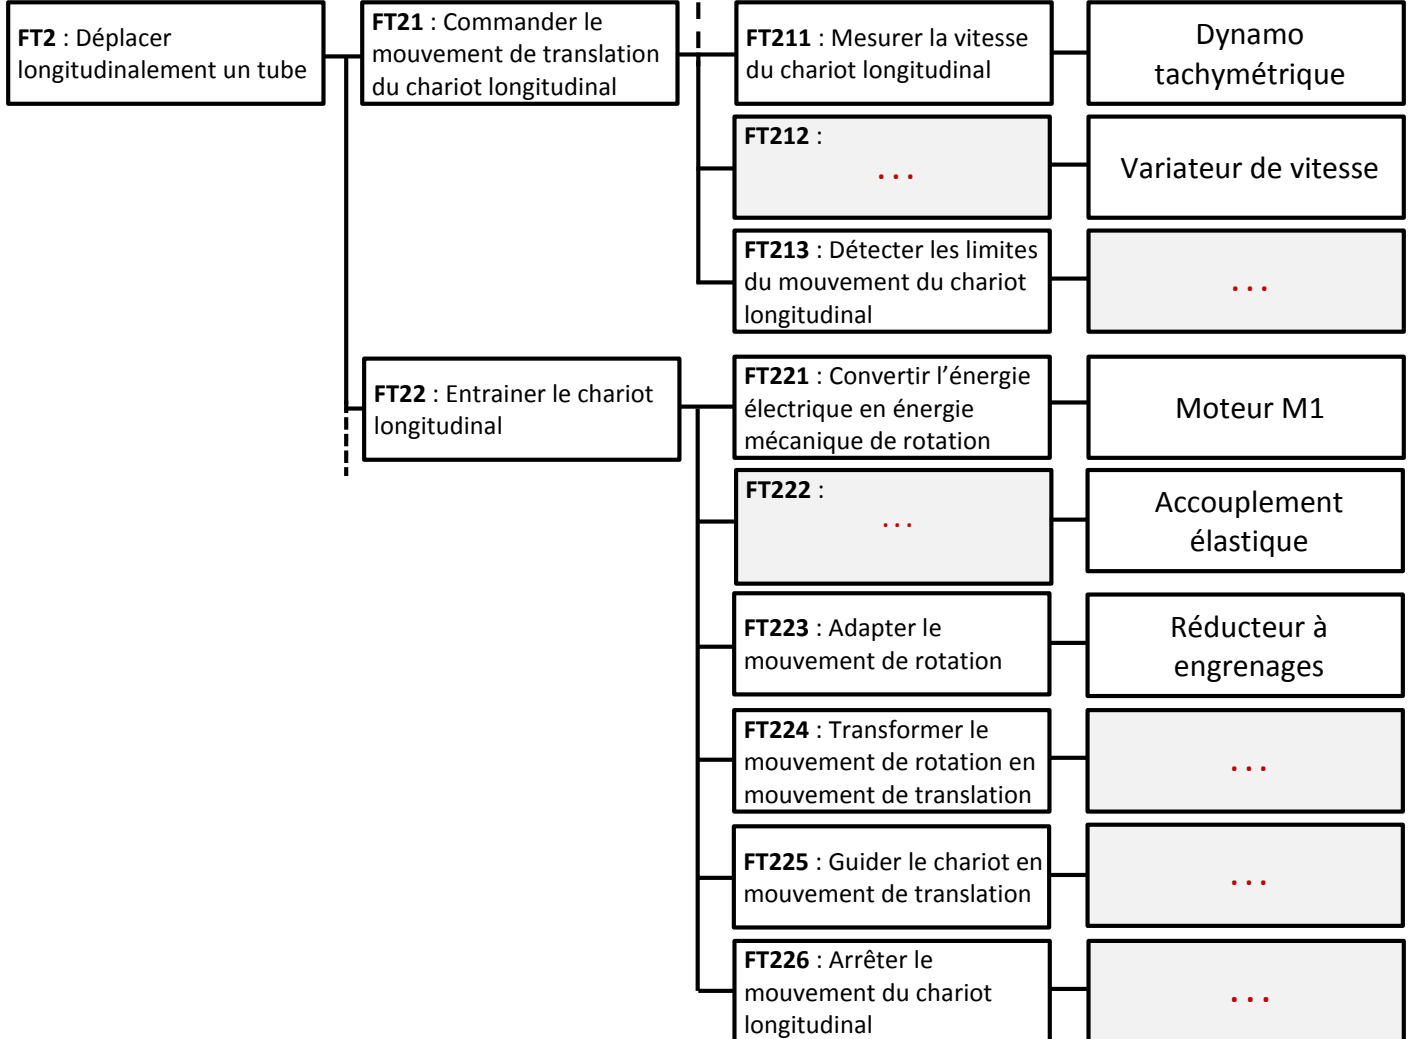 FT2 : Déplacer
longitudinalement un tube
FT21 : Commander le
mouvement de translation
du chariot longitudinal
FT211 : Mesurer la vitesse
du chariot longitudinal
Dynamo
tachymétrique
FT212 :
...
Variateur de vitesse
FT213 : Détecter les limites
du mouvement du chariot
longitudinal
...
FT22 : Entrainer le chariot
longitudinal
FT221 : Convertir l’énergie
électrique en énergie
mécanique de rotation
Moteur M1
FT222 :
...
Accouplement
élastique
FT223 : Adapter le
mouvement de rotation
Réducteur à
engrenages
FT224 : Transformer le
mouvement de rotation en
mouvement de translation
...
FT225 : Guider le chariot en
mouvement de translation
...
FT226 : Arrêter le
mouvement du chariot
longitudinal
...